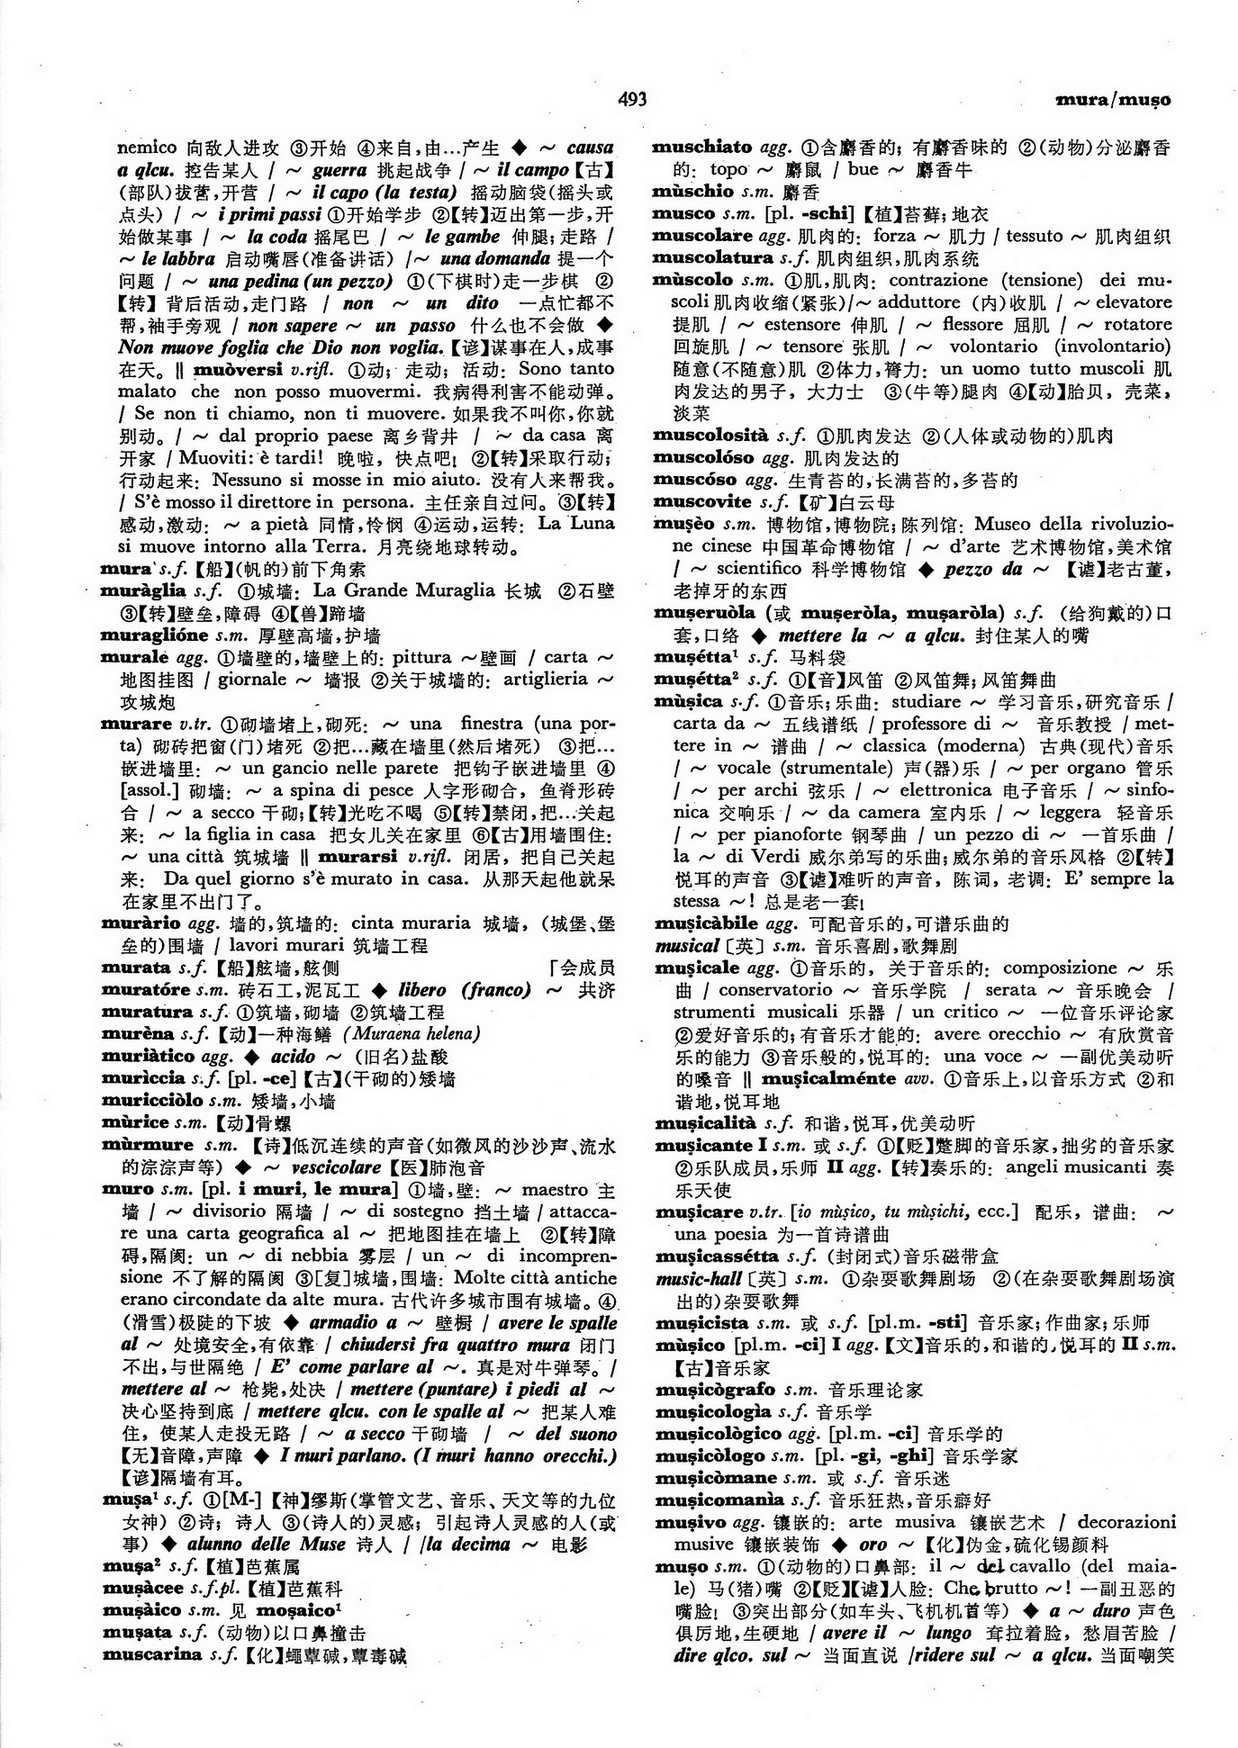 493
mura/muṣo
nemico 向敌人进攻 ③开始 ④来自,由…产生 ◆ ~ causa
a qlcu. 控告某人 / ~ guerra 挑起战争 / ~ il campo【古】
(部队)拔营,开营 / ~ il capo (la testa) 摇动脑袋(摇头或
点头) / ~ i primi passi ①开始学步 ②【转】迈出第一步,开
始做某事 / ~ la coda 摇尾巴 / ~ le gambe 伸腿;走路 /
~ le labbra 启动嘴唇(准备讲话) /~ una domanda 提一个
问题 / ~ una pedina (un pezzo) ①(下棋时)走一步棋 ②
【转】背后活动,走门路 / non ~ un dito 一点忙都不
帮,袖手旁观 / non sapere ~ un passo 什么也不会做 ◆
Non muove foglia che Dio non voglia.【谚】谋事在人,成事
在天。‖ muòversi v.rifl. ①动; 走动; 活动: Sono tanto
malato che non posso muovermi. 我病得利害不能动弹。
/ Se non ti chiamo, non ti muovere. 如果我不叫你,你就
别动。/ ~ dal proprio paese 离乡背井 / ~ da casa 离
开家 / Muoviti: è tardi! 晚啦, 快点吧! ②【转】采取行动;
行动起来: Nessuno si mosse in mio aiuto. 没有人来帮我。
/ S'è mosso il direttore in persona. 主任亲自过问。③【转】
感动,激动: ~ a pietà 同情,怜悯 ④运动,运转: La Luna
si muove intorno alla Terra. 月亮绕地球转动。
mura s.f.【船】(帆的)前下角索
muràglia s.f. ①城墙: La Grande Muraglia 长城 ②石壁
③【转】壁垒,障碍 ④【兽】蹄墙
muraglióne s.m. 厚壁高墙,护墙
murale agg. ①墙壁的,墙壁上的: pittura ~壁画 / carta ~
地图挂图 / giornale ~ 墙报 ②关于城墙的: artiglieria ~
攻城炮
murare v.tr. ①砌墙堵上,砌死: ~ una finestra (una por-
ta) 砌砖把窗(门)堵死 ②把…藏在墙里(然后堵死) ③把…
嵌进墙里: ~ un gancio nelle parete 把钩子嵌进墙里 ④
[assol.] 砌墙: ~ a spina di pesce 人字形砌合, 鱼脊形砖
合 / ~ a secco 干砌;【转】光吃不喝 ⑤【转】禁闭,把…关起
来: ~ la figlia in casa 把女儿关在家里 ⑥【古】用墙围住:
~ una città 筑城墙 ‖ murarsi v.rifl. 闭居, 把自己关起
来: Da quel giorno s'è murato in casa. 从那天起他就呆
在家里不出门了。
muràrio agg. 墙的,筑墙的: cinta muraria 城墙, (城堡、堡
垒的)围墙 / lavori murari 筑墙工程
murata s.f.【船】舷墙,舷侧 「会成员
muratóre s.m. 砖石工,泥瓦工 ◆ libero (franco) ~ 共济
muratura s.f. ①筑墙,砌墙 ②筑墙工程
murèna s.f.【动】一种海鳝 (Muraena helena)
muriàtico agg. ◆ acido ~ (旧名)盐酸
murìccia s.f. [pl. -ce]【古】(干砌的)矮墙
muricciòlo s.m. 矮墙,小墙
mùrice s.m.【动】骨螺
mùrmure s.m. 【诗】低沉连续的声音(如微风的沙沙声、流水
的淙淙声等) ◆ ~ vescicolare【医】肺泡音
muro s.m. [pl. i muri, le mura] ①墙,壁: ~ maestro 主
墙 / ~ divisorio 隔墙 / ~ di sostegno 挡土墙 / attacca-
re una carta geografica al ~ 把地图挂在墙上 ②【转】障
碍,隔阂: un ~ di nebbia 雾层 / un ~ di incompren-
sione 不了解的隔阂 ③[复]城墙,围墙: Molte città antiche
erano circondate da alte mura. 古代许多城市围有城墙。④
(滑雪)极陡的下坡 ◆ armadio a ~ 壁橱 / avere le spalle
al ~ 处境安全,有依靠 / chiudersi fra quattro mura 闭门
不出,与世隔绝 / E' come parlare al ~. 真是对牛弹琴。/
mettere al ~ 枪毙,处决 / mettere (puntare) i piedi al ~
决心坚持到底 / mettere qlcu. con le spalle al ~ 把某人难
住, 使某人走投无路 / ~ a secco 干砌墙 / ~ del suono
【无】音障,声障 ◆ I muri parlano. (I muri hanno orecchi.)
【谚】隔墙有耳。
muṣa¹ s.f. ①[M-]【神】缪斯(掌管文艺、音乐、天文等的九位
女神) ②诗; 诗人 ③(诗人的)灵感; 引起诗人灵感的人(或
事) ◆ alunno delle Muse 诗人 / /la decima ~ 电影
muṣa² s.f.【植】芭蕉属
muṣàcee s.f.pl.【植】芭蕉科
muṣàico s.m. 见 moṣaico¹
muṣata s.f. (动物)以口鼻撞击
muscarina s.f.【化】蝇蕈碱,蕈毒碱
muschiato agg. ①含麝香的; 有麝香味的 ②(动物)分泌麝香
的: topo ~ 麝鼠 / bue ~ 麝香牛
mùschio s.m. 麝香
musco s.m. [pl. -schi]【植】苔藓;地衣
muscolare agg. 肌肉的: forza ~ 肌力 / tessuto ~ 肌肉组织
muscolatura s.f. 肌肉组织,肌肉系统
mùscolo s.m. ①肌,肌肉: contrazione (tensione) dei mu-
scoli 肌肉收缩(紧张)/~ adduttore (内)收肌 / ~ elevatore
提肌 / ~ estensore 伸肌 / ~ flessore 屈肌 / ~ rotatore
回旋肌 / ~ tensore 张肌 / ~ volontario (involontario)
随意(不随意)肌 ②体力,膂力: un uomo tutto muscoli 肌
肉发达的男子, 大力士 ③(牛等)腿肉 ④【动】胎贝, 壳菜,
淡菜
muscolosità s.f. ①肌肉发达 ②(人体或动物的)肌肉
muscolóso agg. 肌肉发达的
muscóso agg. 生青苔的,长满苔的,多苔的
muscovite s.f.【矿】白云母
muṣèo s.m. 博物馆,博物院;陈列馆: Museo della rivoluzio-
ne cinese 中国革命博物馆 / ~ d'arte 艺术博物馆,美术馆
/ ~ scientifico 科学博物馆 ◆ pezzo da ~ 【谑】老古董,
老掉牙的东西
muṣeruòla (或 muṣeròla, muṣaròla) s.f. (给狗戴的)口
套,口络 ◆ mettere la ~ a qlcu. 封住某人的嘴
muṣétta¹ s.f. 马料袋
muṣétta² s.f. ①【音】风笛 ②风笛舞;风笛舞曲
mùṣica s.f. ①音乐;乐曲: studiare ~ 学习音乐,研究音乐 /
carta da ~ 五线谱纸 / professore di ~ 音乐教授 / met-
tere in ~ 谱曲 / ~ classica (moderna) 古典(现代)音乐
/ ~ vocale (strumentale) 声(器)乐 / ~ per organo 管乐
/ ~ per archi 弦乐 / ~ elettronica 电子音乐 / ~ sinfo-
nica 交响乐 / ~ da camera 室内乐 / ~ leggera 轻音乐
/ ~ per pianoforte 钢琴曲 / un pezzo di ~ 一首乐曲 /
la ~ di Verdi 威尔弟写的乐曲;威尔弟的音乐风格 ②【转】
悦耳的声音 ③【谑】难听的声音, 陈词, 老调: E' sempre la
stessa ~! 总是老一套!
muṣicàbile agg. 可配音乐的,可谱乐曲的
musical〔英〕s.m. 音乐喜剧,歌舞剧
muṣicale agg. ①音乐的, 关于音乐的: composizione ~ 乐
曲 / conservatorio ~ 音乐学院 / serata ~ 音乐晚会 /
strumenti musicali 乐器 / un critico ~ 一位音乐评论家
②爱好音乐的;有音乐才能的: avere orecchio ~ 有欣赏音
乐的能力 ③音乐般的,悦耳的: una voce ~ 一副优美动听
的嗓音 ‖ muṣicalménte avv. ①音乐上,以音乐方式 ②和
谐地,悦耳地
muṣicalità s.f. 和谐,悦耳,优美动听
muṣicante I s.m. 或 s.f. ①【贬】蹩脚的音乐家,拙劣的音乐家
②乐队成员,乐师 II agg.【转】奏乐的: angeli musicanti 奏
乐天使
muṣicare v.tr. [io mùṣico, tu mùṣichi, ecc.] 配乐, 谱曲: ~
una poesia 为一首诗谱曲
muṣicassétta s.f. (封闭式)音乐磁带盒
music-hall〔英〕s.m. ①杂耍歌舞剧场 ②(在杂耍歌舞剧场演
出的)杂耍歌舞
muṣicista s.m. 或 s.f. [pl.m. -sti] 音乐家;作曲家;乐师
mùṣico [pl.m. -ci] I agg.【文】音乐的,和谐的,悦耳的 II s.m.
【古】音乐家
muṣicògrafo s.m. 音乐理论家
muṣicologìa s.f. 音乐学
muṣicològico agg. [pl.m. -ci] 音乐学的
muṣicòlogo s.m. [pl. -gi, -ghi] 音乐学家
muṣicòmane s.m. 或 s.f. 音乐迷
muṣicomanìa s.f. 音乐狂热,音乐癖好
muṣivo agg. 镶嵌的: arte musiva 镶嵌艺术 / decorazioni
musive 镶嵌装饰 ◆ oro ~ 【化】伪金,硫化锡颜料
muṣo s.m. ①(动物的)口鼻部: il ~ del cavallo (del maia-
le) 马(猪)嘴 ②【贬】【谑】人脸: Che brutto ~! 一副丑恶的
嘴脸! ③突出部分(如车头、飞机机首等) ◆ a ~ duro 声色
俱厉地,生硬地 / avere il ~ lungo 耷拉着脸, 愁眉苦脸 /
dire qlco. sul ~ 当面直说 /ridere sul ~ a qlcu. 当面嘲笑